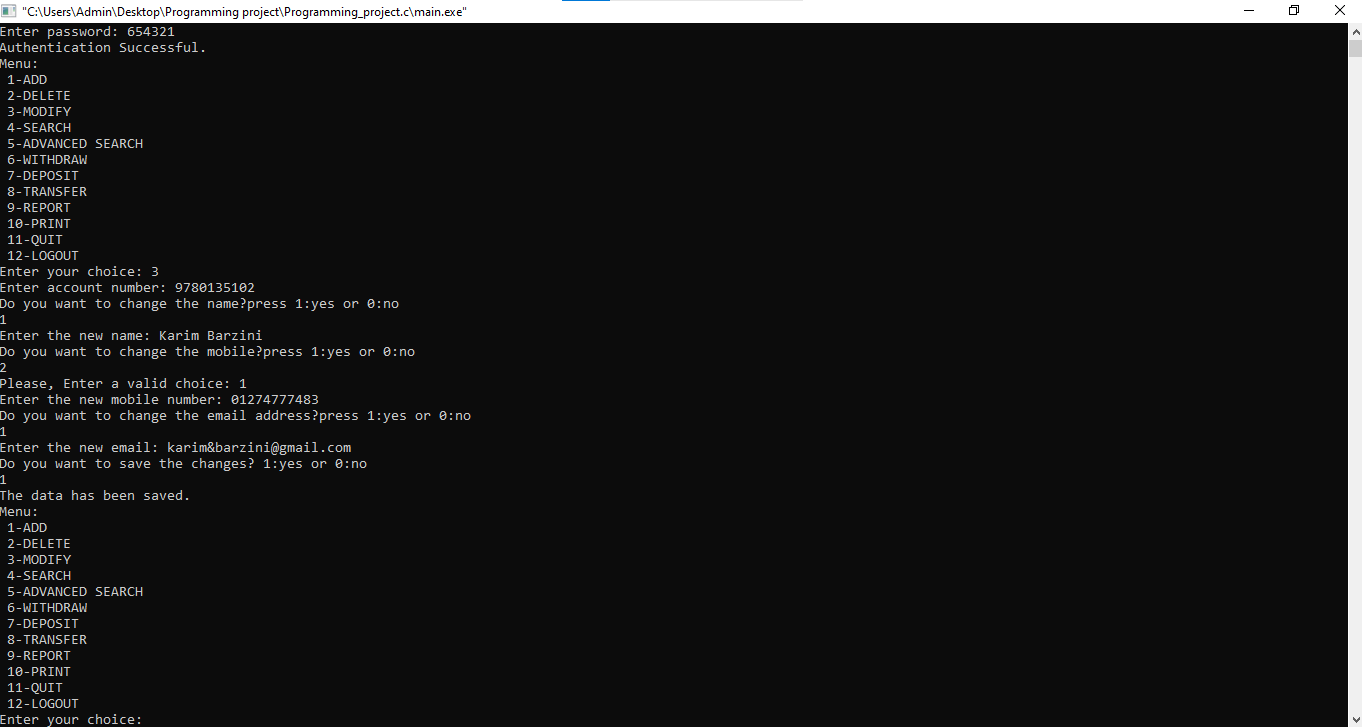 "C:\Users\Admin\Desktop\Programming project\Programming_project.c\main.exe"
Enter password: 654321
Authentication Successful.
Menu:
1-ADD
2-DELETE
3-MODIFY
4-SEARCH
5-ADVANCED SEARCH
6-WITHDRAW
7-DEPOSIT
8-TRANSFER
9-REPORT
10-PRINT
11-QUIT
12-LOGOUT
Enter your choice: 3
Enter account number: 9780135102
Do you want to change the name?press 1:yes or 0:no
1
Enter the new name: Karim Barzini
Do you want to change the mobile?press 1:yes or 0:no
2
Please, Enter a valid choice: 1
Enter the new mobile number: 01274777483
Do you want to change the email address?press 1:yes or 0:no
1
Enter the new email: karim&barzini@gmail.com
Do you want to save the changes? 1:yes or 0:no
1
The data has been saved.
Menu:
1-ADD
2-DELETE
3-MODIFY
4-SEARCH
5-ADVANCED SEARCH
6-WITHDRAW
7-DEPOSIT
8-TRANSFER
9-REPORT
10-PRINT
11-QUIT
12-LOGOUT
Enter your choice: